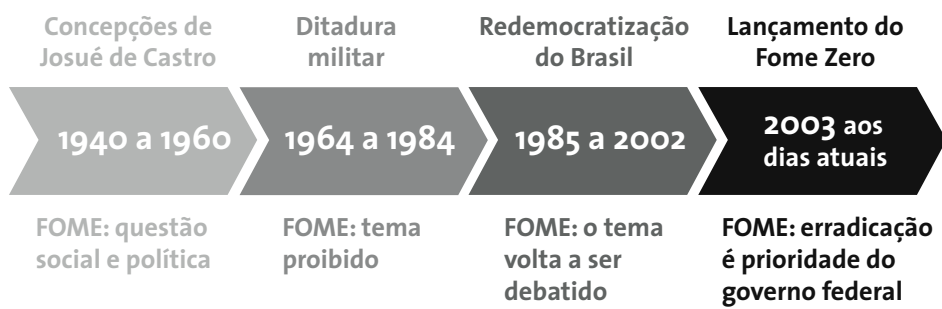 Concepções de
Josué de Castro
Ditadura
militar
Redemocratização
do Brasil
Lançamento do
Fome Zero
1940 a 1960
1964 a 1984
1985 a 2002
2003 aos
dias atuais
FOME: questão
social e política
FOME: tema
proibido
FOME: o tema
volta a ser
debatido
FOME: erradicação
é prioridade do
governo federal